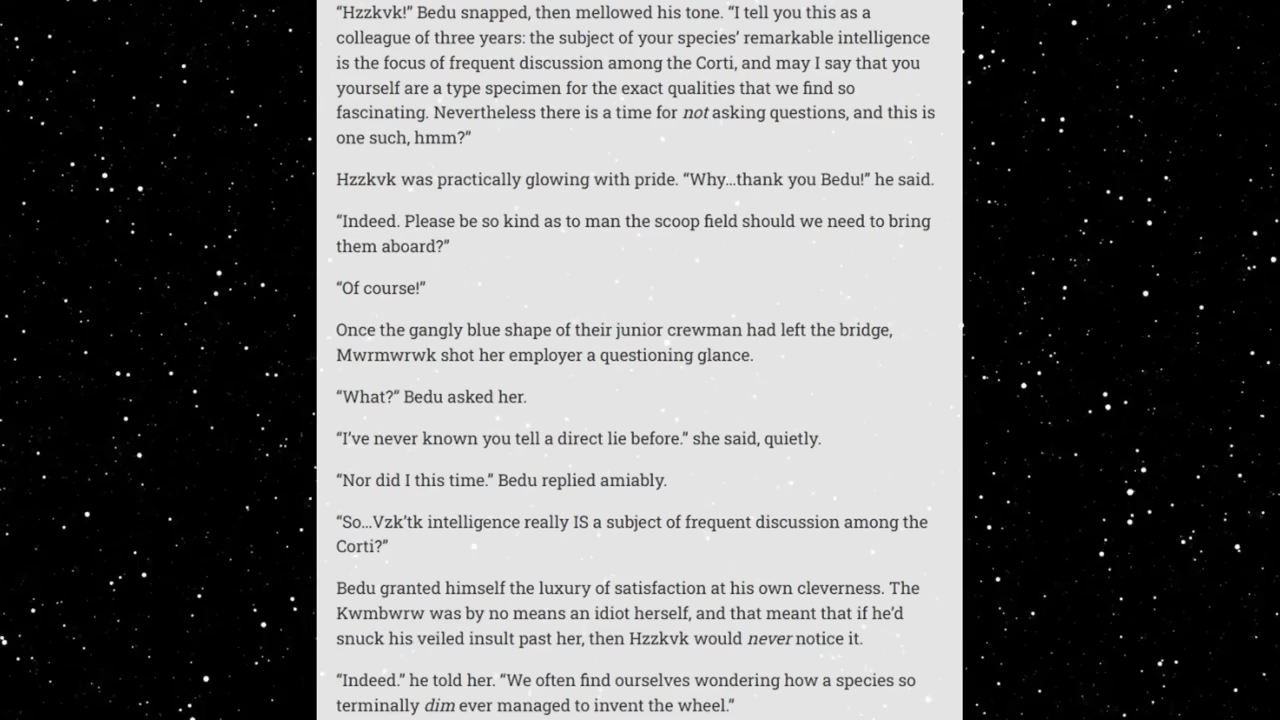 “Hzzkvk!” Bedu snapped, then mellowed his tone. “I tell you this as a
colleague of three years: the subject of your species’ remarkable intelligence
is the focus of frequent discussion among the Corti, and may I say that you
yourself are a type specimen for the exact qualities that we find so
fascinating. Nevertheless there is a time for not asking questions, and this is
one such, hmm?”
Hzzkvk was practically glowing with pride. “Why…thank you Bedu!” he said.
“Indeed. Please be so kind as to man the scoop field should we need to bring
them aboard?”
“Of course!”
Once the gangly blue shape of their junior crewman had left the bridge,
Mwrmwrwk shot her employer a questioning glance.
“What?” Bedu asked her.
“I’ve never known you tell a direct lie before.” she said, quietly.
“Nor did I this time.” Bedu replied amiably.
“So…Vzk’tk intelligence really IS a subject of frequent discussion among the
Corti?”
Bedu granted himself the luxury of satisfaction at his own cleverness. The
Kwmbwrw was by no means an idiot herself, and that meant that if he’d
snuck his veiled insult past her, then Hzzkvk would never notice it.
“Indeed.” he told her. “We often find ourselves wondering how a species so
terminally dim ever managed to invent the wheel.”